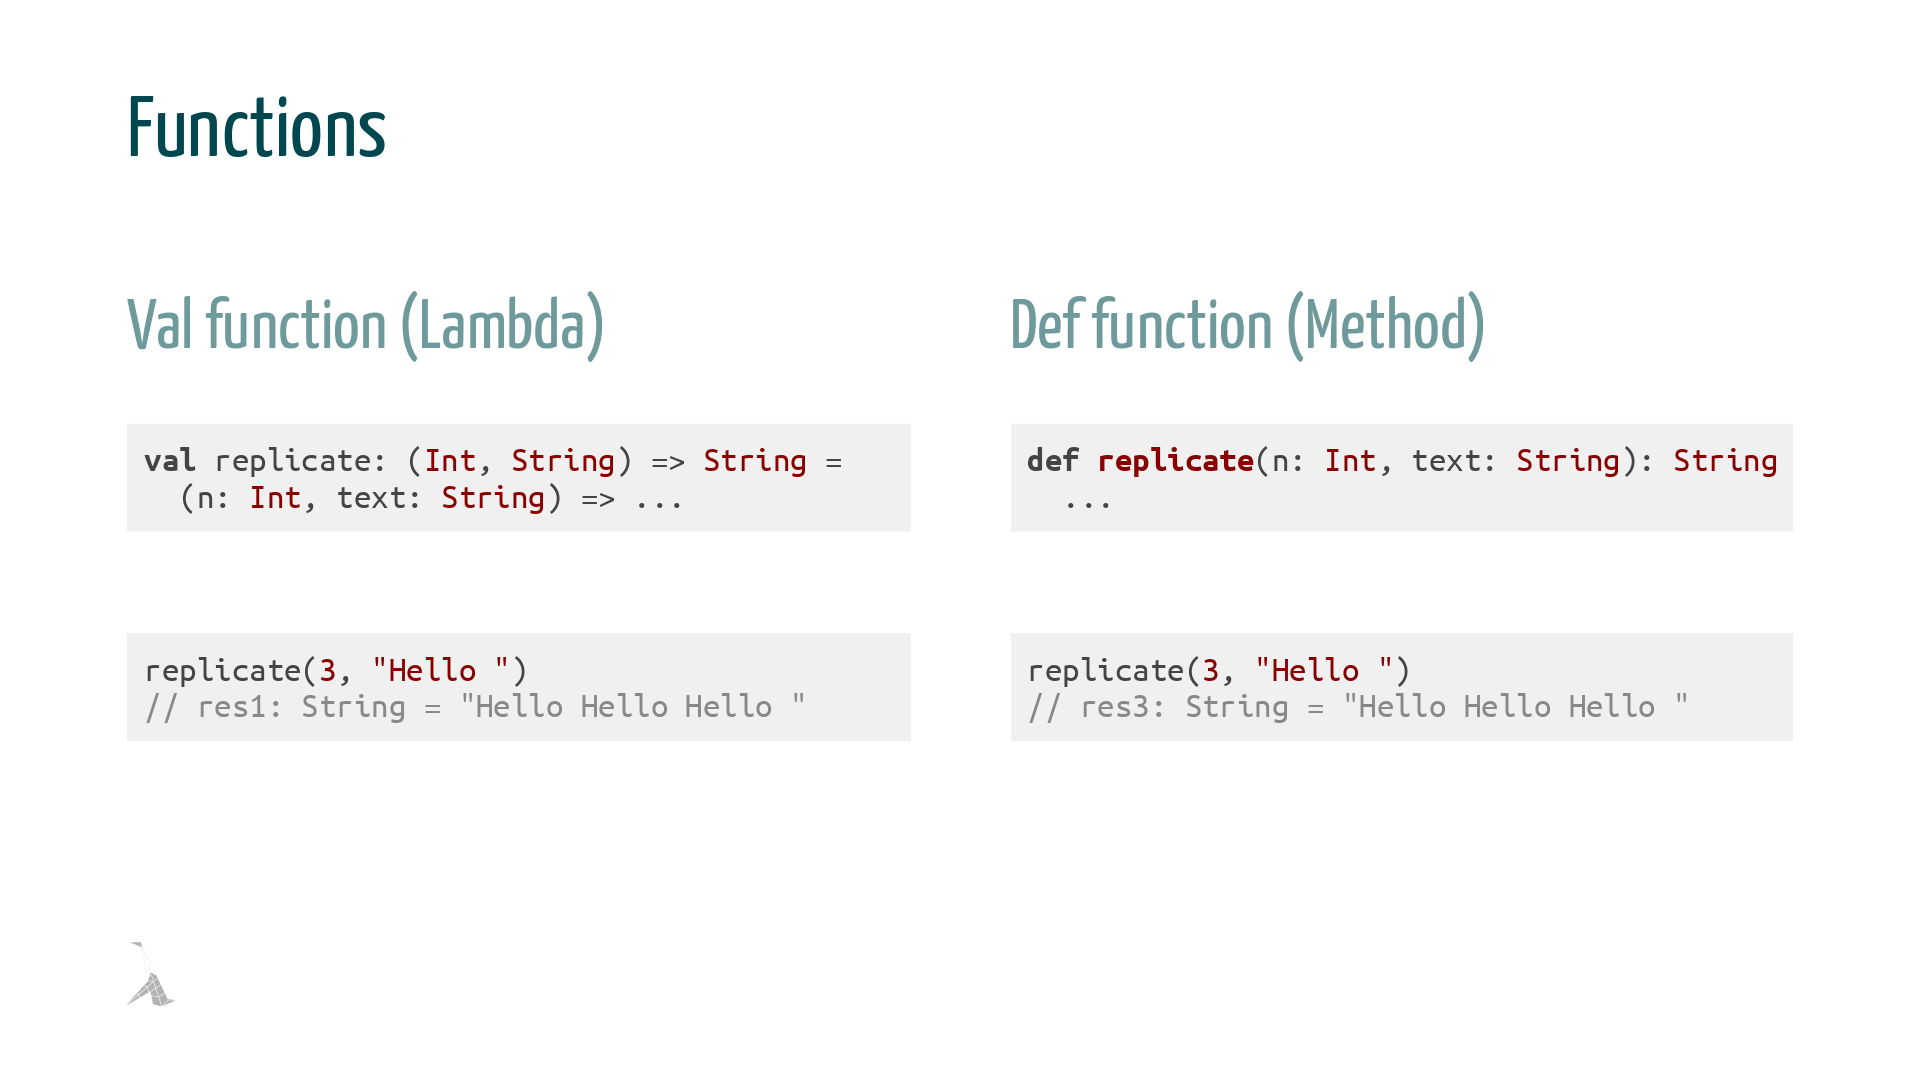 Functions
Val function (Lambda)
val replicate: (Int, String) => String =
  (n: Int, text: String) => ...
replicate(3, "Hello ")
// res1: String = "Hello Hello Hello "
Def function (Method)
def replicate(n: Int, text: String): String
  ...
replicate(3, "Hello ")
// res3: String = "Hello Hello Hello "